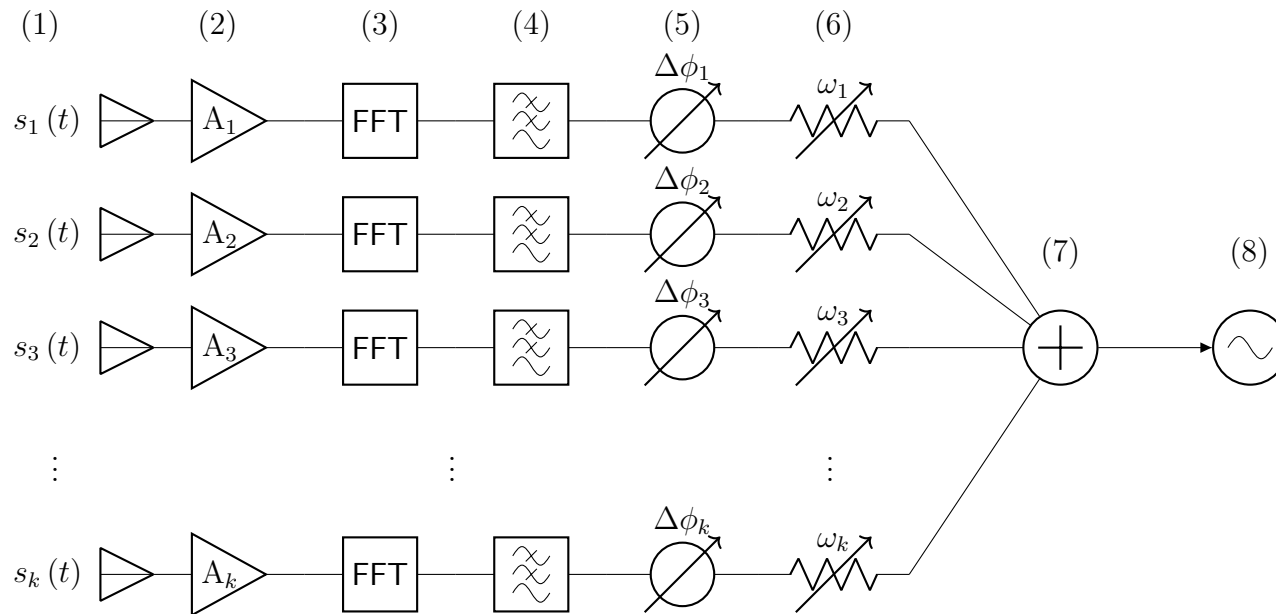 (1) (2) (3) (4) (5) (6)
Δϕ₁ ω₁
s₁ (t) A₁ FFT
Δϕ₂ ω₂
s₂ (t) A₂ FFT
(7) (8)
Δϕ₃ ω₃
s₃ (t) A₃ FFT
⋮ ⋮ ⋮
Δϕₖ ωₖ
sₖ (t) Aₖ FFT